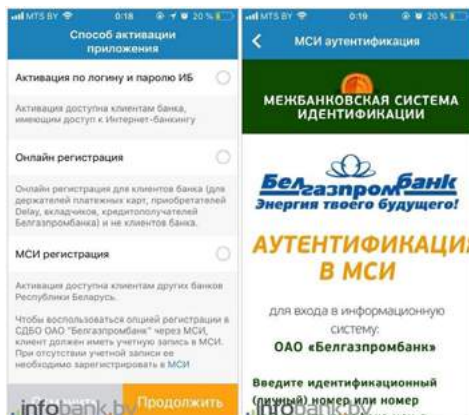 MTS BY 0:18 20 %
Способ активации
приложения
Активация по логину и паролю ИБ
Активация доступна клиентам банка,
имеющим доступ к Интернет-банкингу
Онлайн регистрация
Онлайн регистрация для клиентов банка (для
держателей платежных карт, приобретателей
Delay, вкладчиков, кредитополучателей
Белгазпромбанка) и не клиентов банка.
МСИ регистрация
Активация доступна клиентам других банков
Республики Беларусь.
Чтобы воспользоваться опцией регистрации в
СДБО ОАО "Белгазпромбанк" через МСИ,
клиент должен иметь учетную запись в МСИ.
При отсутствии учетной записи ее
необходимо зарегистрировать в МСИ
Продолжить
infobank.by
MTS BY 0:19 20 %
МСИ аутентификация
МЕЖБАНКОВСКАЯ СИСТЕМА
ИДЕНТИФИКАЦИИ
Белгазпромбанк
Энергия твоего будущего!
АУТЕНТИФИКАЦИЯ
В МСИ
для входа в информационную
систему:
ОАО «Белгазпромбанк»
Введите идентификационный
(личный) номер или номер
infobank.by